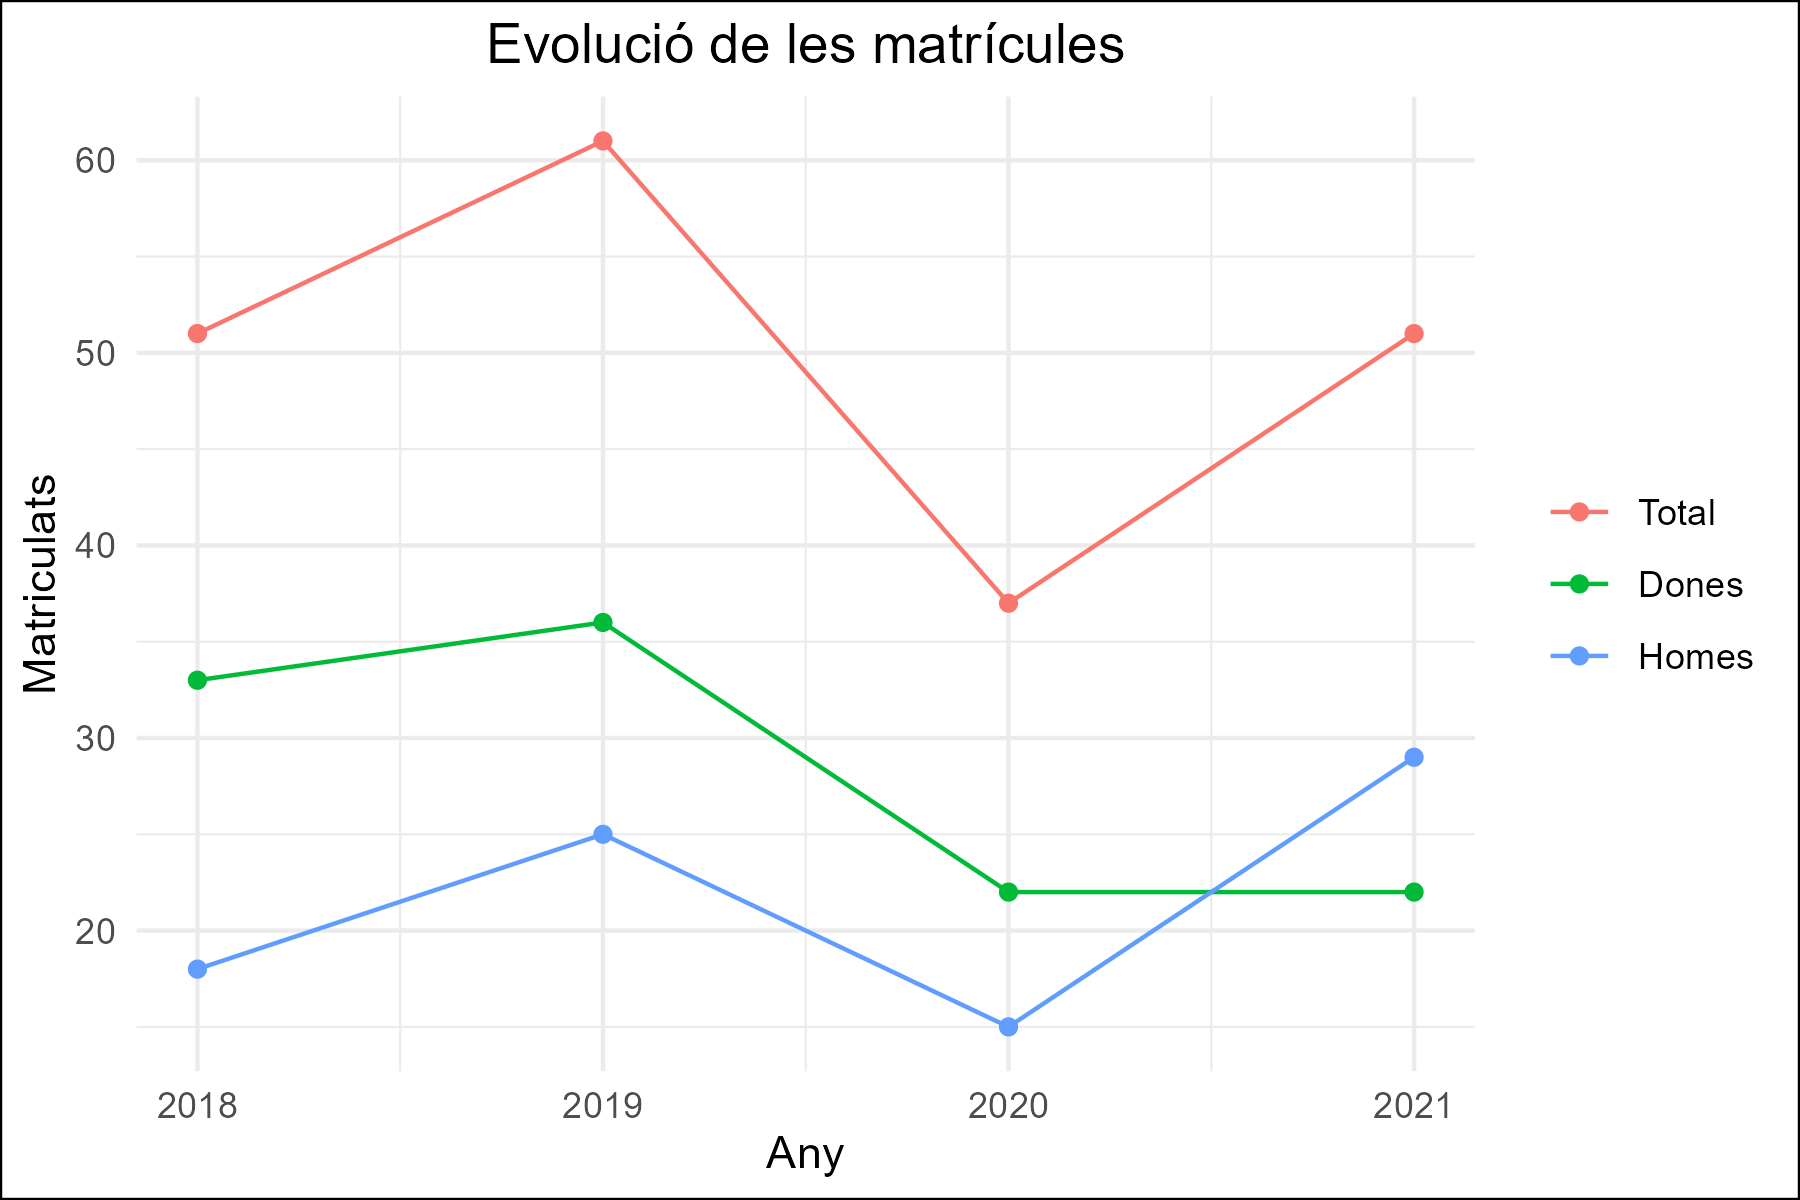 Evolució de les matrícules
Matriculats
60
50
40
30
20
2018 2019 2020 2021
Any
Total
Dones
Homes